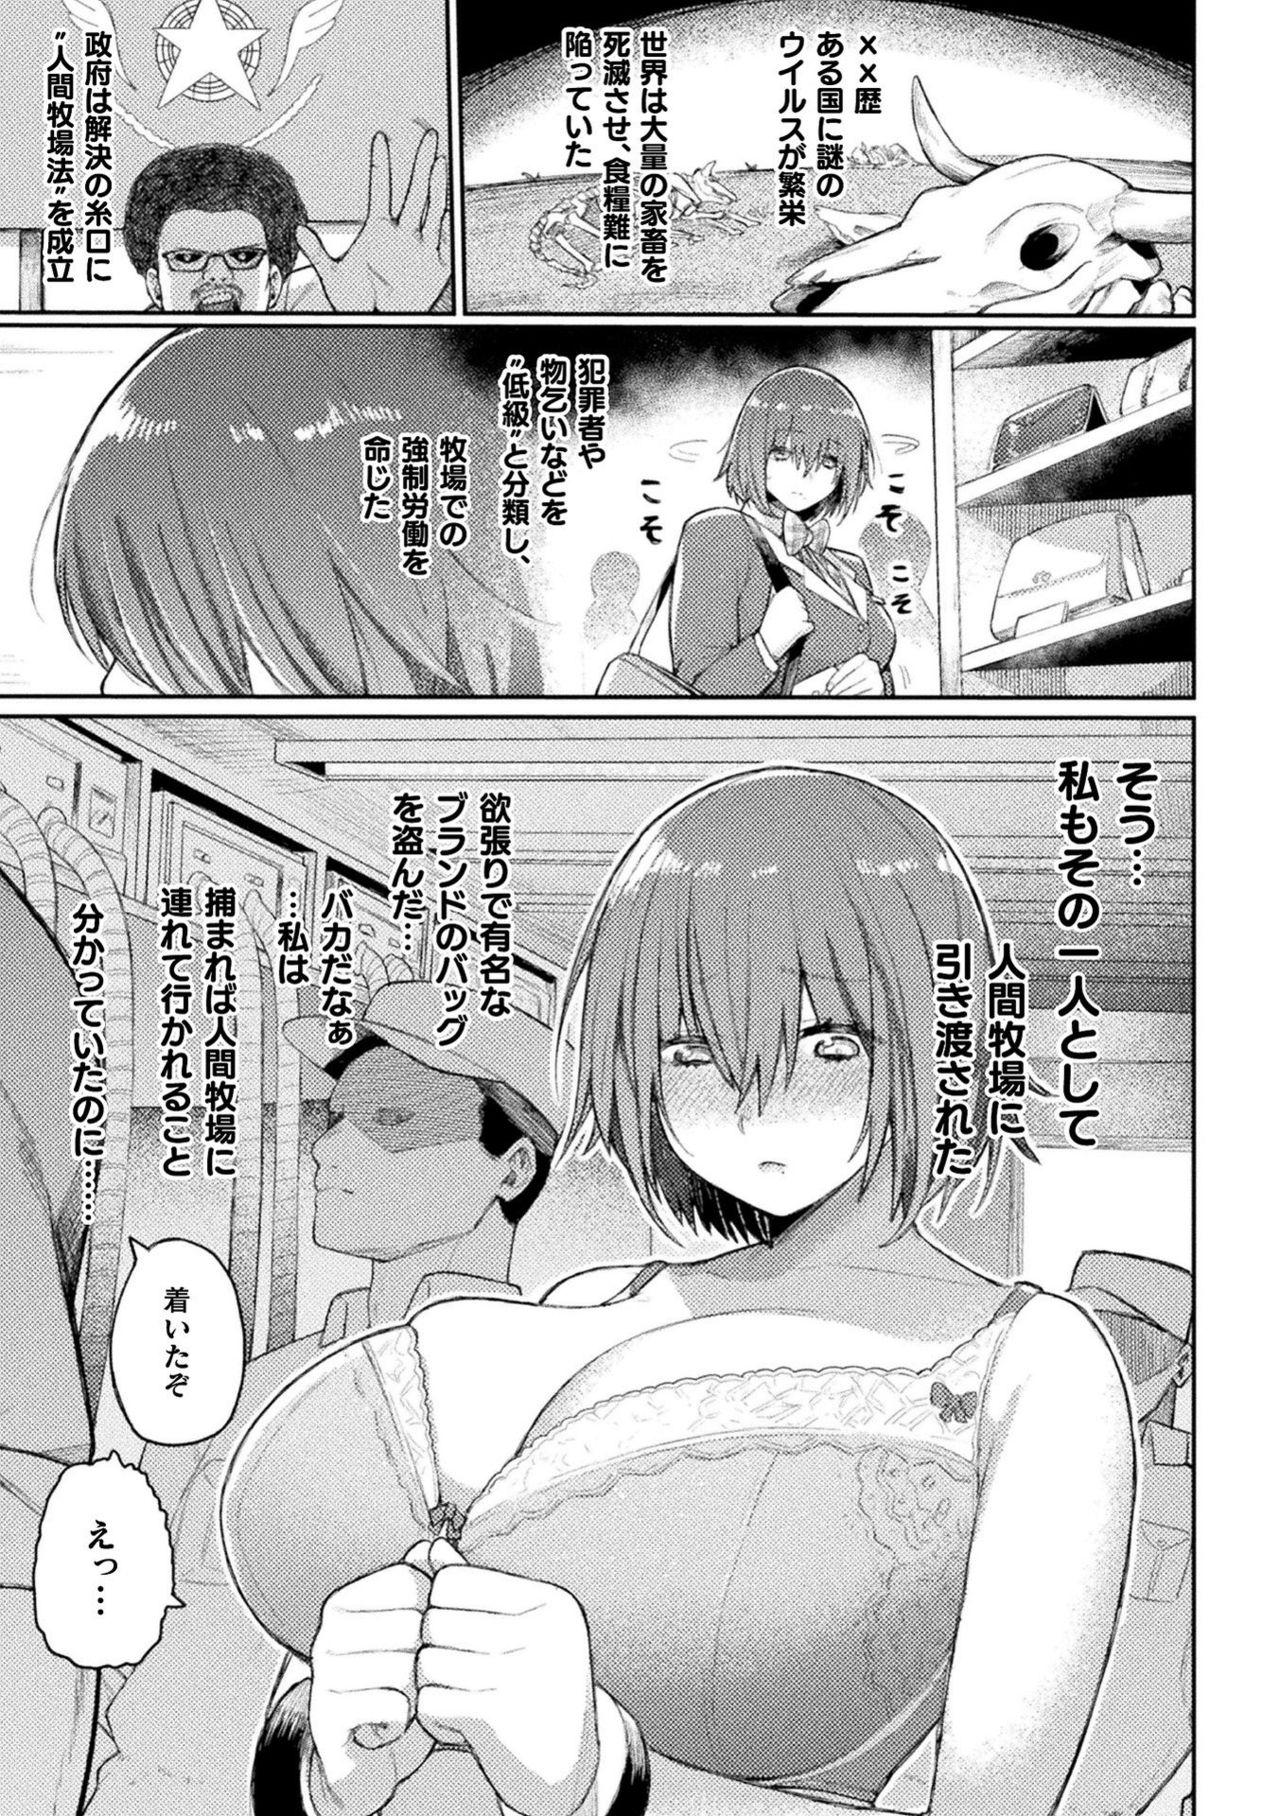 ××歴
ある国に謎の
ウイルスが繁栄
世界は大量の家畜を
死滅させ、食糧難に
陥っていた
政府は解決の糸口に
“人間牧場法”を成立
犯罪者や
物乞いなどを
“低級”と分類し、
牧場での
強制労働を
命じた
こそ
こそ
こそ
そう…
私もその一人として
人間牧場に
引き渡された
欲張りで有名な
ブランドのバッグ
を盗んだ…
バカだなぁ
…私は
捕まれば人間牧場に
連れて行かれること
分かっていたのに……
着いたぞ
えっ…